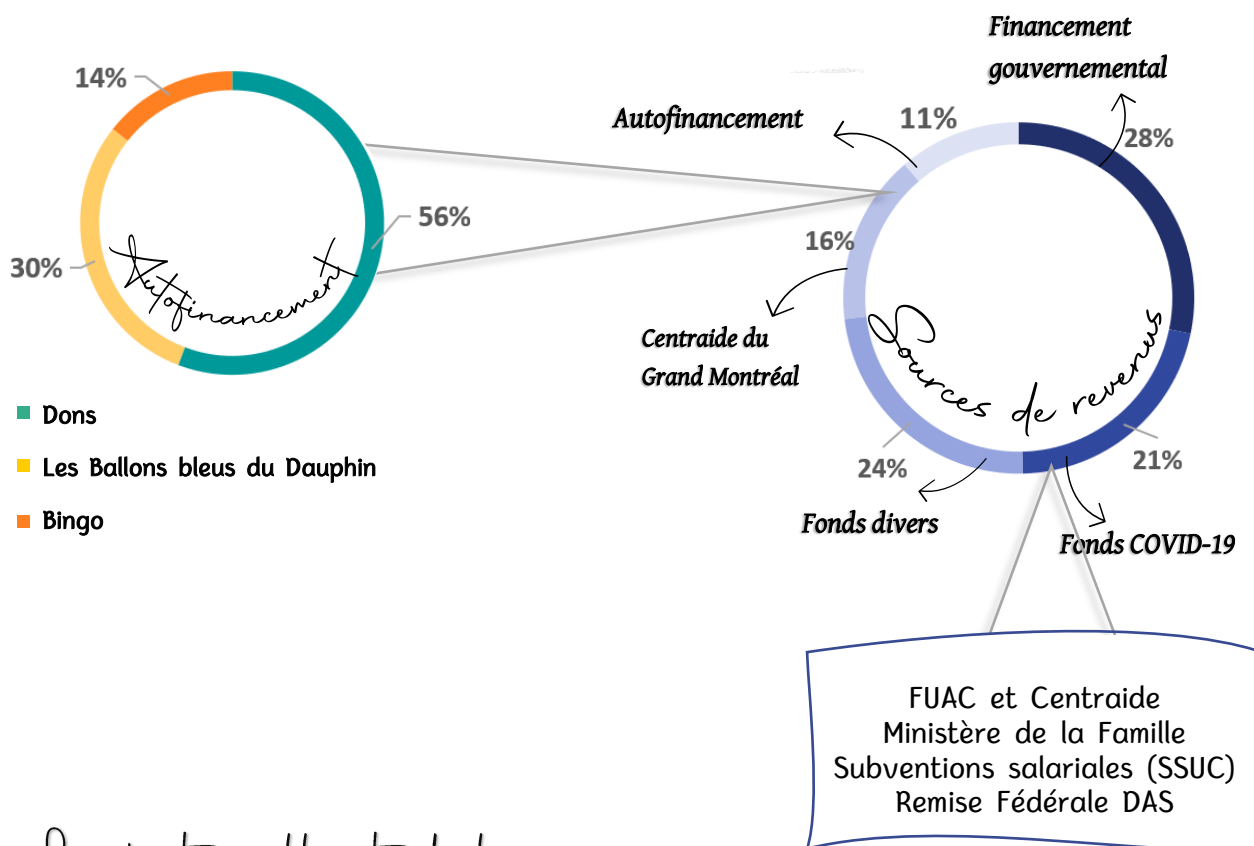 14%
56%
30%
Autofinancement
Dons
Les Ballons bleus du Dauphin
Bingo
Financement
gouvernemental
Autofinancement
11%
28%
16%
Centraide du
Grand Montréal
Sources de revenus
24%
21%
Fonds divers
Fonds COVID-19
FUAC et Centraide
Ministère de la Famille
Subventions salariales (SSUC)
Remise Fédérale DAS